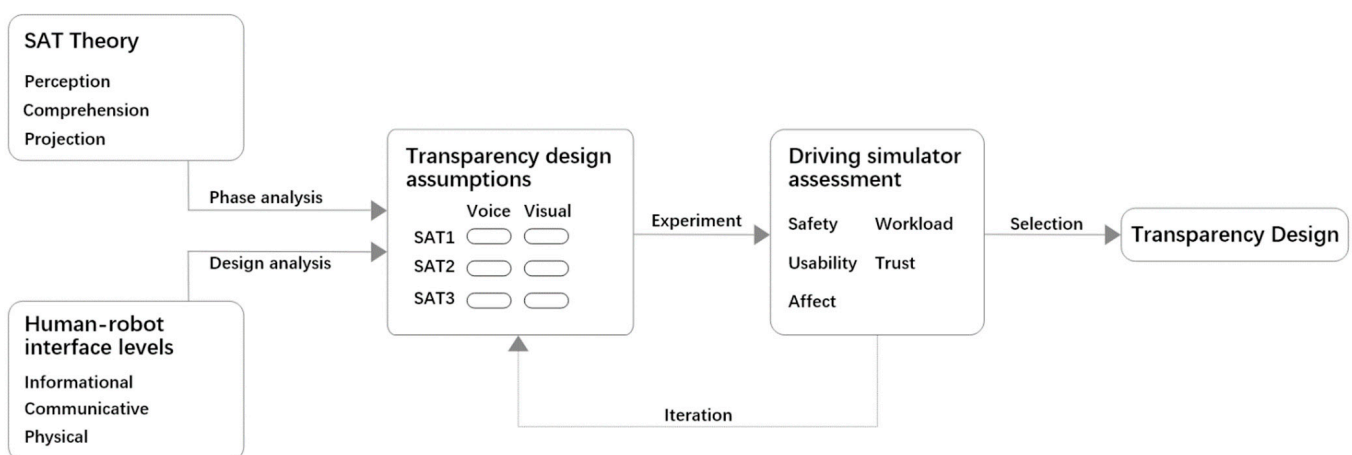 SAT Theory
Perception
Comprehension
Projection
Phase analysis
Design analysis
Human-robot
interface levels
Informational
Communicative
Physical
Transparency design
assumptions
Voice Visual
SAT1
SAT2
SAT3
Experiment
Driving simulator
assessment
Safety Workload
Usability Trust
Affect
Iteration
Selection
Transparency Design